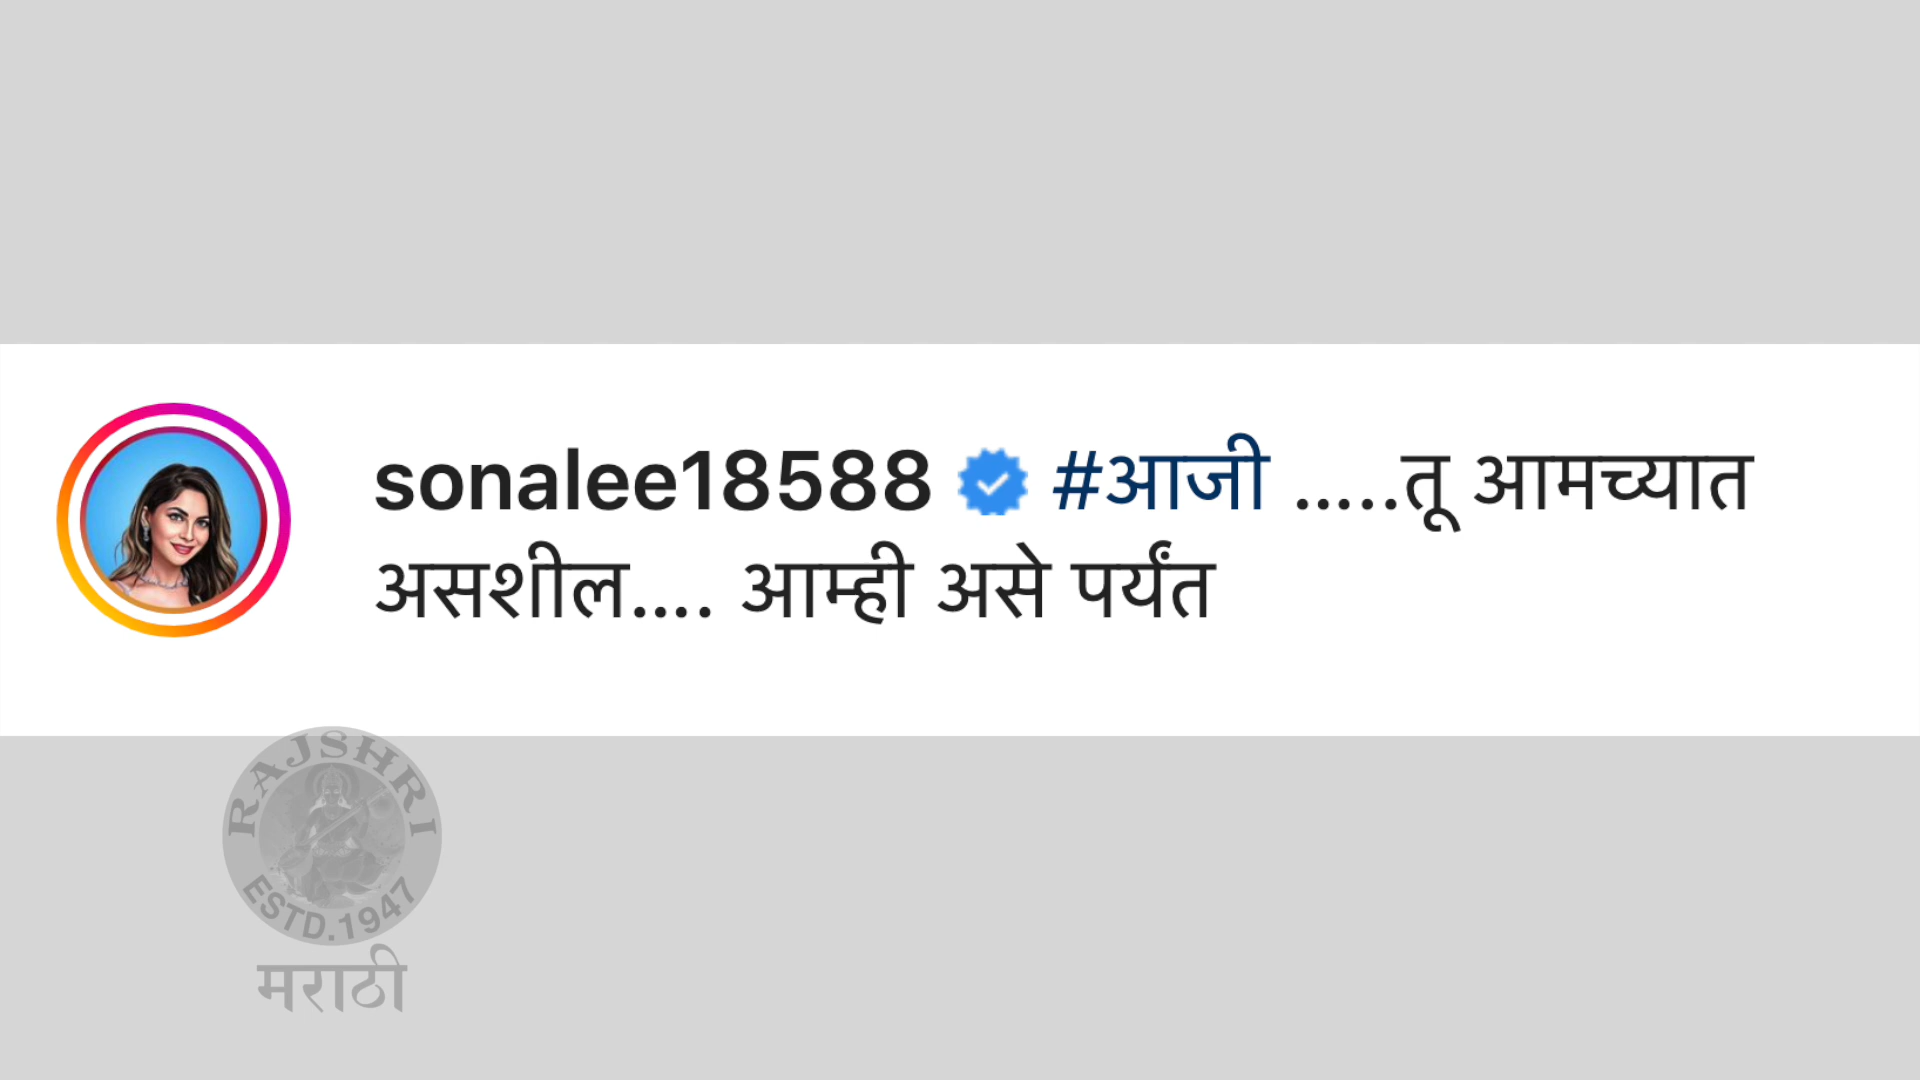 sonalee18588 #आजी .....तू आमच्यात
असशील.... आम्ही असे पर्यंत
RAJSHRI
ESTD.1947
मराठी